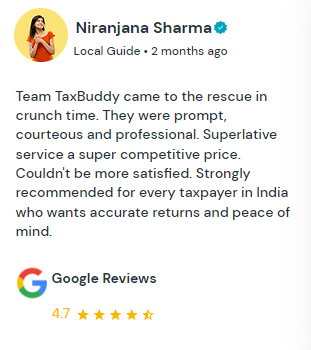 Niranjana Sharma
Local Guide • 2 months ago
Team TaxBuddy came to the rescue in
crunch time. They were prompt,
courteous and professional. Superlative
service a super competitive price.
Couldn't be more satisfied. Strongly
recommended for every taxpayer in India
who wants accurate returns and peace of
mind.
Google Reviews
4.7